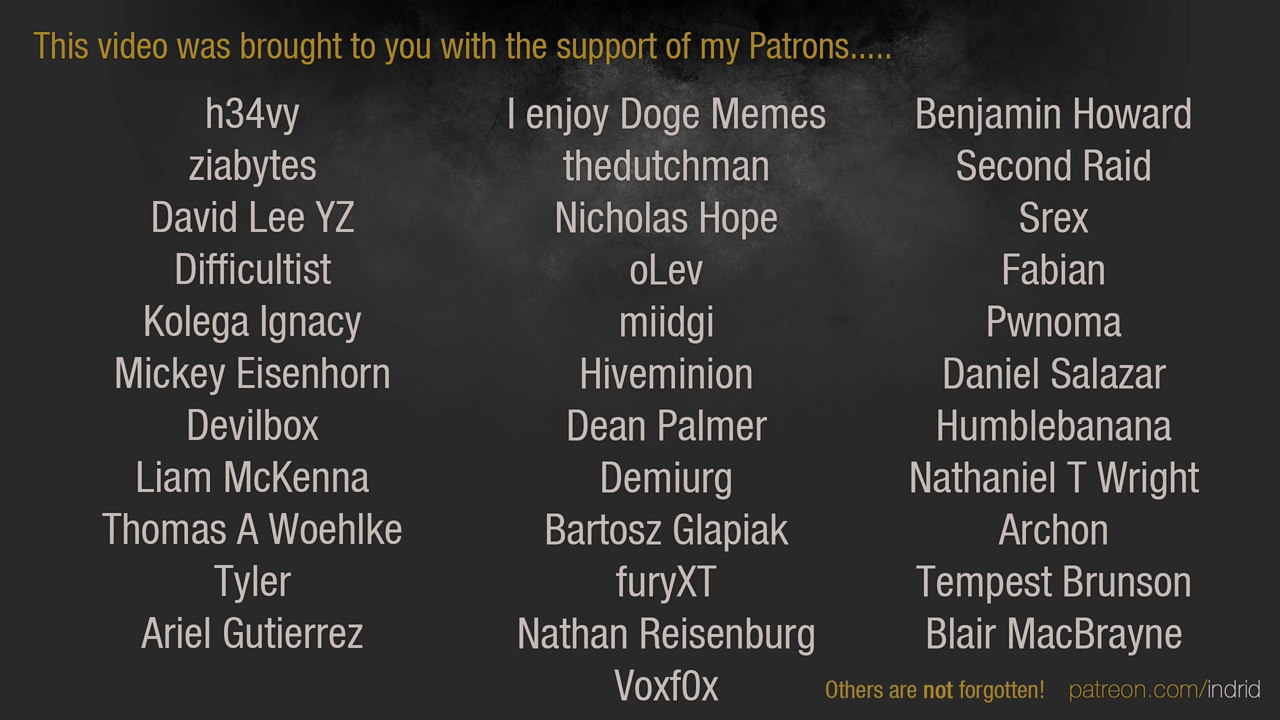 This video was brought to you with the support of my Patrons.....
h34vy
ziabytes
David Lee YZ
Difficultist
Kolega Ignacy
Mickey Eisenhorn
Devilbox
Liam McKenna
Thomas A Woehlke
Tyler
Ariel Gutierrez
I enjoy Doge Memes
thedutchman
Nicholas Hope
oLev
miidgi
Hiveminion
Dean Palmer
Demiurg
Bartosz Glapiak
furyXT
Nathan Reisenburg
Voxf0x
Benjamin Howard
Second Raid
Srex
Fabian
Pwnoma
Daniel Salazar
Humblebanana
Nathaniel T Wright
Archon
Tempest Brunson
Blair MacBrayne
Others are not forgotten! patreon.com/indrid